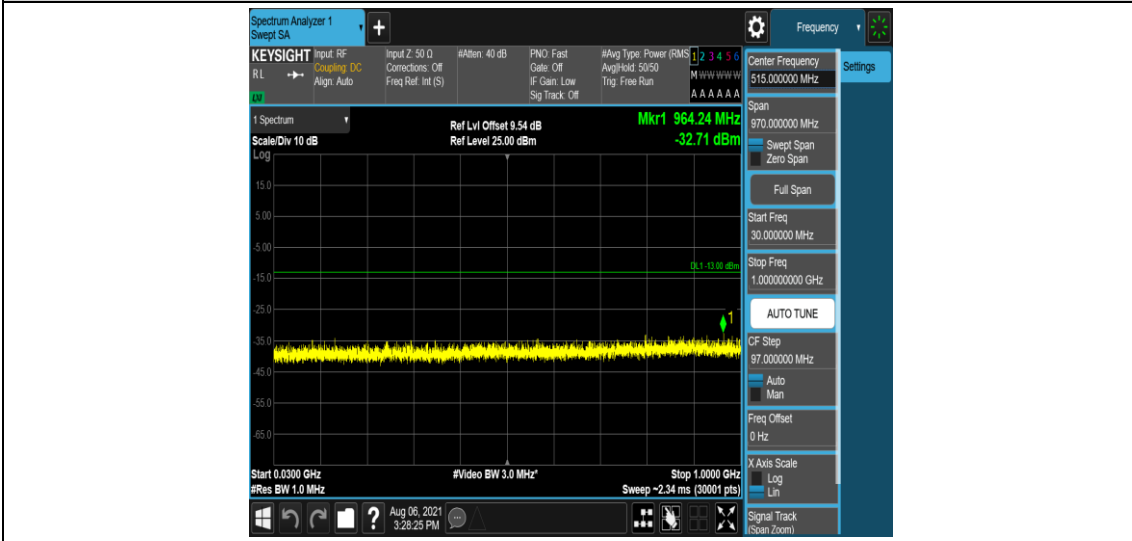 Spectrum Analyzer 1
Swept SA
+
Frequency
KEYSIGHT
RL
Input: RF
Coupling: DC
Align: Auto
Input Z: 50 Ω
Corrections: Off
Freq Ref: Int (S)
#Atten: 40 dB
PNO: Fast
Gate: Off
IF Gain: Low
Sig Track: Off
#Avg Type: Power (RMS
Avg|Hold: 50/50
Trig: Free Run
1 2 3 4 5 6
M W W W W W
A A A A A A
1 Spectrum
Scale/Div 10 dB
Log
Ref Lvl Offset 9.54 dB
Ref Level 25.00 dBm
Mkr1 964.24 MHz
-32.71 dBm
15.0
5.00
-5.00
-15.0
-25.0
-35.0
-45.0
-55.0
-65.0
DL1 -13.00 dBm
1
Start 0.0300 GHz
#Res BW 1.0 MHz
#Video BW 3.0 MHz*
Stop 1.0000 GHz
Sweep ~2.34 ms (30001 pts)
?
Aug 06, 2021
3:28:25 PM
Center Frequency
515.000000 MHz
Settings
Span
970.000000 MHz
Swept Span
Zero Span
Full Span
Start Freq
30.000000 MHz
Stop Freq
1.000000000 GHz
AUTO TUNE
CF Step
97.000000 MHz
Auto
Man
Freq Offset
0 Hz
X Axis Scale
Log
Lin
Signal Track
(Span Zoom)